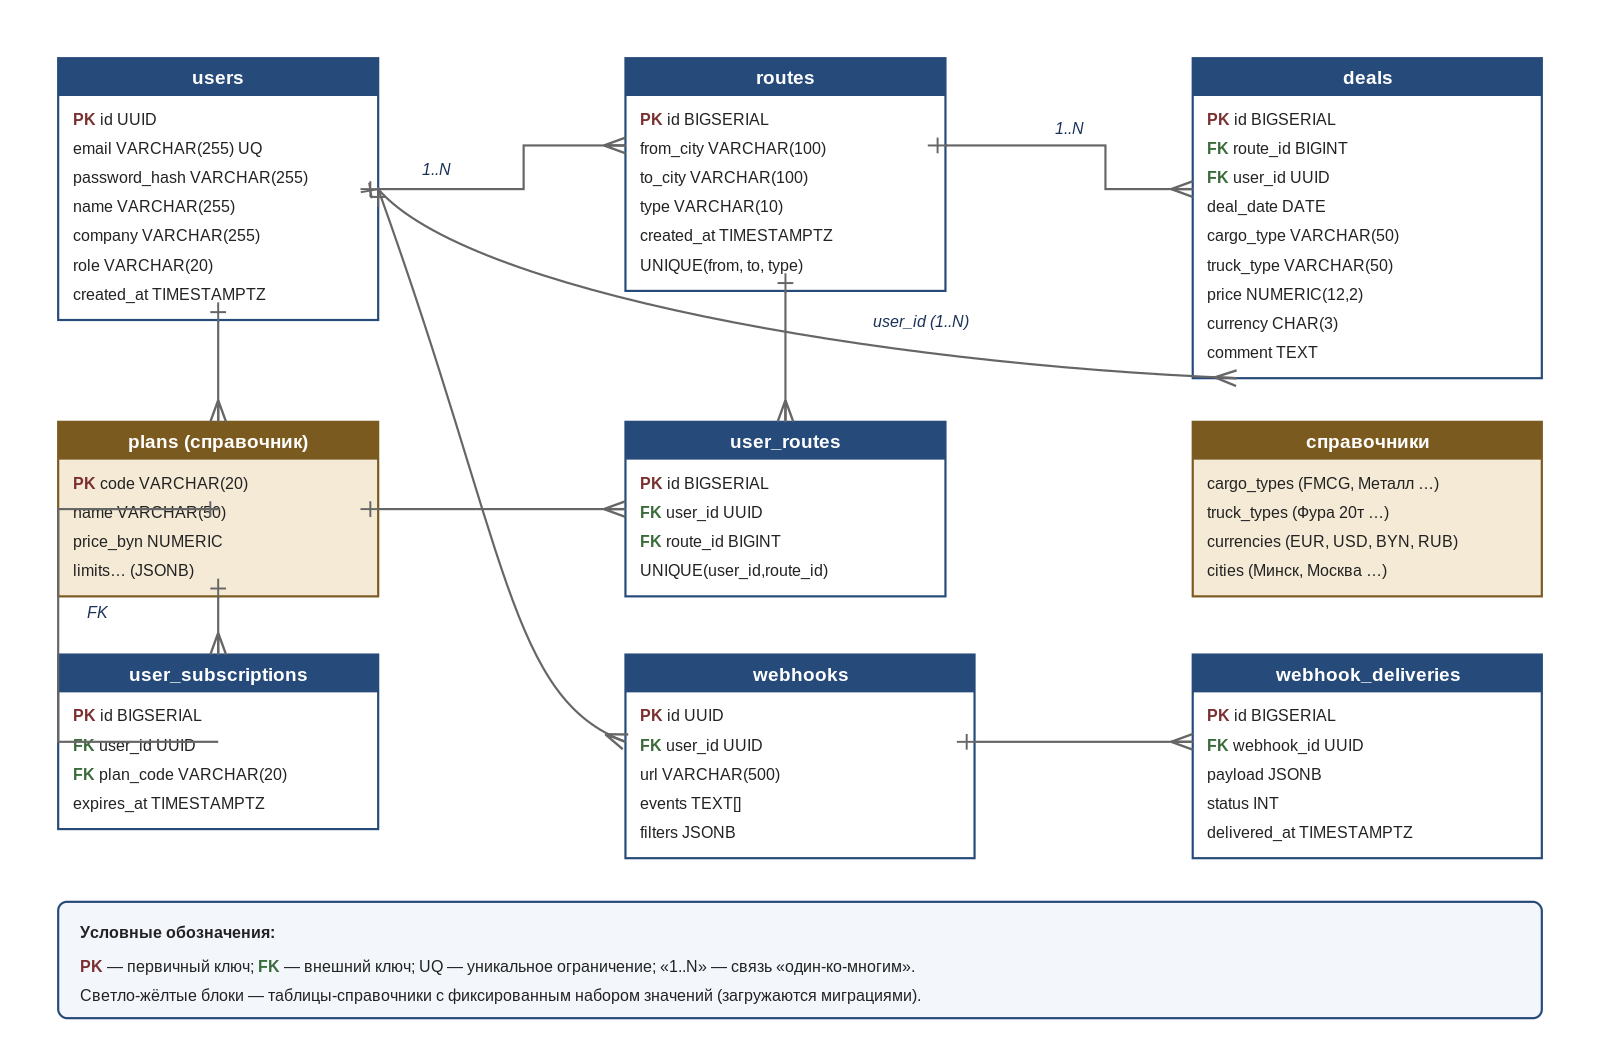 users
PK id UUID
email VARCHAR(255) UQ
password_hash VARCHAR(255)
name VARCHAR(255)
company VARCHAR(255)
role VARCHAR(20)
created_at TIMESTAMPTZ
1..N
routes
PK id BIGSERIAL
from_city VARCHAR(100)
to_city VARCHAR(100)
type VARCHAR(10)
created_at TIMESTAMPTZ
UNIQUE(from, to, type)
1..N
deals
PK id BIGSERIAL
FK route_id BIGINT
FK user_id UUID
deal_date DATE
cargo_type VARCHAR(50)
truck_type VARCHAR(50)
price NUMERIC(12,2)
currency CHAR(3)
comment TEXT
user_id (1..N)
plans (справочник)
PK code VARCHAR(20)
name VARCHAR(50)
price_byn NUMERIC
limits… (JSONB)
FK
user_routes
PK id BIGSERIAL
FK user_id UUID
FK route_id BIGINT
UNIQUE(user_id,route_id)
справочники
cargo_types (FMCG, Металл …)
truck_types (Фура 20т …)
currencies (EUR, USD, BYN, RUB)
cities (Минск, Москва …)
user_subscriptions
PK id BIGSERIAL
FK user_id UUID
FK plan_code VARCHAR(20)
expires_at TIMESTAMPTZ
webhooks
PK id UUID
FK user_id UUID
url VARCHAR(500)
events TEXT[]
filters JSONB
webhook_deliveries
PK id BIGSERIAL
FK webhook_id UUID
payload JSONB
status INT
delivered_at TIMESTAMPTZ
Условные обозначения:
PK — первичный ключ; FK — внешний ключ; UQ — уникальное ограничение; «1..N» — связь «один-ко-многим».
Светло-жёлтые блоки — таблицы-справочники с фиксированным набором значений (загружаются миграциями).